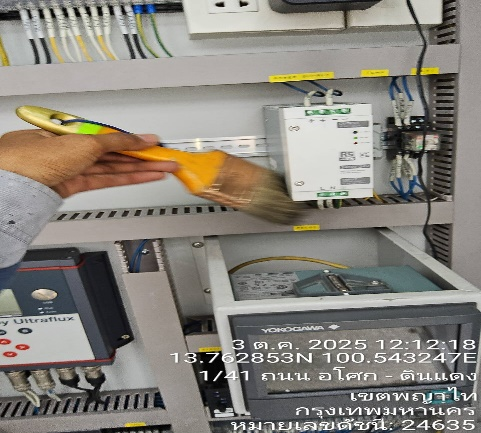 y Ultraflux
YOKOGAWA
3 ต.ค. 2025 12:12:18
13.762853N 100.543247E
1/41 ถนน อโศก - ดินแดง
เขตพญาไท
กรุงเทพมหานคร
หมายเลขดัชนี: 24635